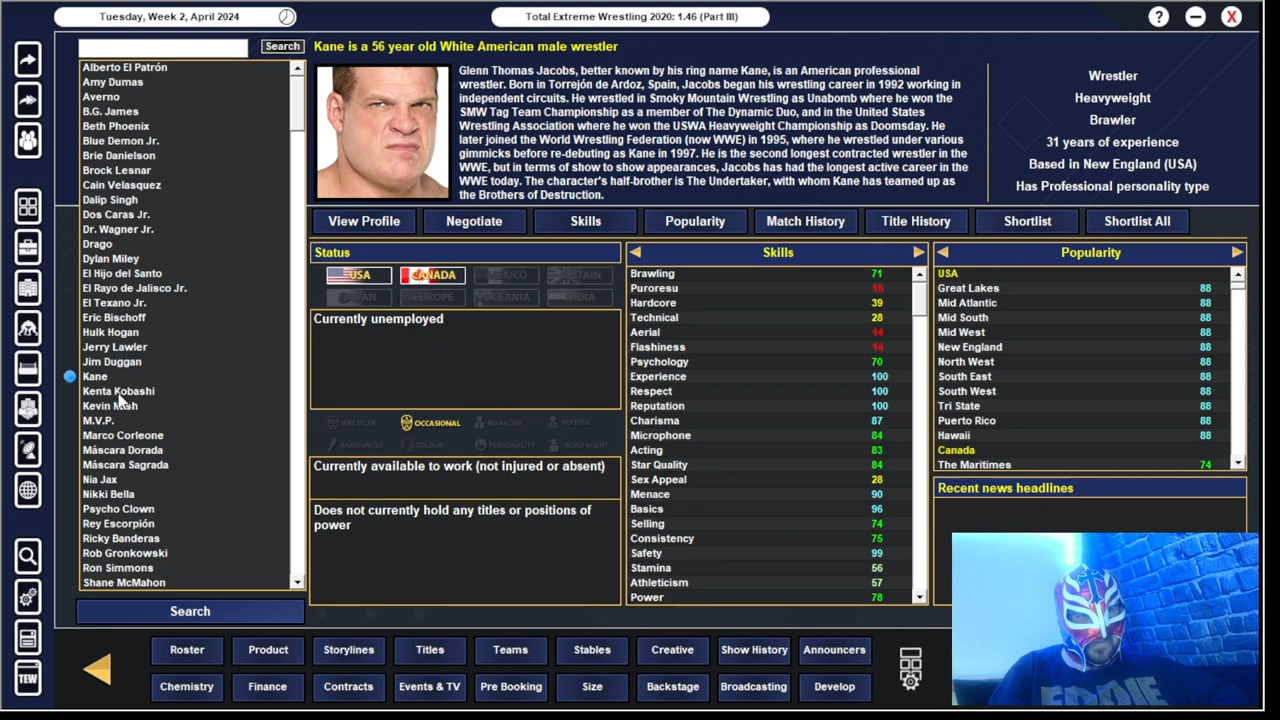 Tuesday, Week 2, April 2024
Total Extreme Wrestling 2020: 1.46 (Part III)
?
X
Search
Kane is a 56 year old White American male wrestler
Alberto El Patrón
Amy Dumas
Averno
B.G. James
Beth Phoenix
Blue Demon Jr.
Brie Danielson
Brock Lesnar
Cain Velasquez
Dalip Singh
Dos Caras Jr.
Dr. Wagner Jr.
Drago
Dylan Miley
El Hijo del Santo
El Rayo de Jalisco Jr.
El Texano Jr.
Eric Bischoff
Hulk Hogan
Jerry Lawler
Jim Duggan
Kane
Kenta Kobashi
Kevin Nash
M.V.P.
Marco Corleone
Máscara Dorada
Máscara Sagrada
Nia Jax
Nikki Bella
Psycho Clown
Rey Escorpión
Ricky Banderas
Rob Gronkowski
Ron Simmons
Shane McMahon
Search
Glenn Thomas Jacobs, better known by his ring name Kane, is an American professional
wrestler. Born in Torrejón de Ardoz, Spain, Jacobs began his wrestling career in 1992 working in
independent circuits. He wrestled in Smoky Mountain Wrestling as Unabomb where he won the
SMW Tag Team Championship as a member of The Dynamic Duo, and in the United States
Wrestling Association where he won the USWA Heavyweight Championship as Doomsday. He
later joined the World Wrestling Federation (now WWE) in 1995, where he wrestled under various
gimmicks before re-debuting as Kane in 1997. He is the second longest contracted wrestler in the
WWE, but in terms of show to show appearances, Jacobs has had the longest active career in the
WWE today. The character's half-brother is The Undertaker, with whom Kane has teamed up as
the Brothers of Destruction.
Wrestler
Heavyweight
Brawler
31 years of experience
Based in New England (USA)
Has Professional personality type
View Profile
Negotiate
Skills
Popularity
Match History
Title History
Shortlist
Shortlist All
Status
USA
CANADA
MEXICO
BRITAIN
JAPAN
EUROPE
OCEANIA
INDIA
Currently unemployed
WRESTLER
OCCASIONAL
MANAGER
REFEREE
ANNOUNCER
COLOUR
PERSONALITY
ROAD AGENT
Currently available to work (not injured or absent)
Does not currently hold any titles or positions of
power
Skills
Brawling 71
Puroresu 15
Hardcore 39
Technical 28
Aerial 14
Flashiness 14
Psychology 70
Experience 100
Respect 100
Reputation 100
Charisma 87
Microphone 84
Acting 83
Star Quality 84
Sex Appeal 28
Menace 90
Basics 96
Selling 74
Consistency 75
Safety 99
Stamina 56
Athleticism 57
Power 78
Popularity
USA
Great Lakes 88
Mid Atlantic 88
Mid South 88
Mid West 88
New England 88
North West 88
South East 88
South West 88
Tri State 88
Puerto Rico 88
Hawaii 88
Canada
The Maritimes 74
Recent news headlines
EDDIE
Roster
Product
Storylines
Titles
Teams
Stables
Creative
Show History
Announcers
Chemistry
Finance
Contracts
Events & TV
Pre Booking
Size
Backstage
Broadcasting
Develop
TEW